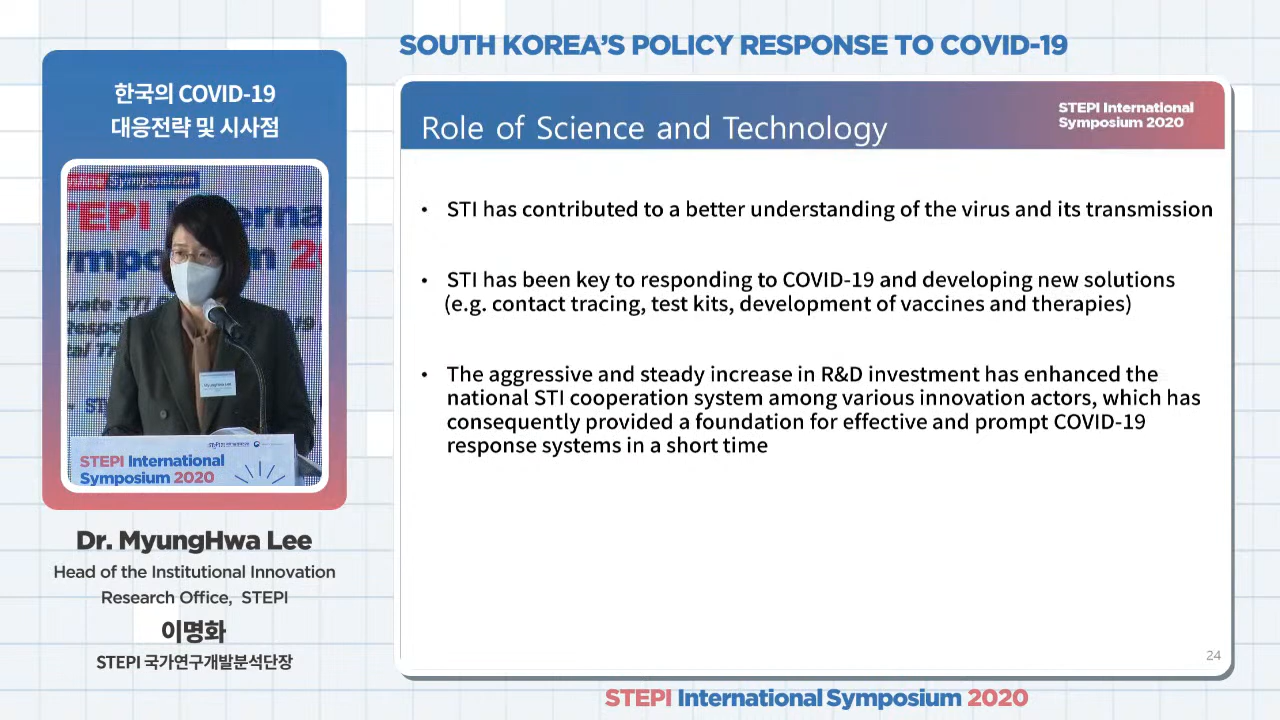 SOUTH KOREA'S POLICY RESPONSE TO COVID-19
한국의 COVID-19
대응전략 및 시사점
STEPI International
Symposium 2020
Dr. MyungHwa Lee
Head of the Institutional Innovation
Research Office, STEPI
이명화
STEPI 국가연구개발분석단장
Role of Science and Technology
STEPI International
Symposium 2020
• STI has contributed to a better understanding of the virus and its transmission
• STI has been key to responding to COVID-19 and developing new solutions
(e.g. contact tracing, test kits, development of vaccines and therapies)
• The aggressive and steady increase in R&D investment has enhanced the
national STI cooperation system among various innovation actors, which has
consequently provided a foundation for effective and prompt COVID-19
response systems in a short time
24
STEPI International Symposium 2020